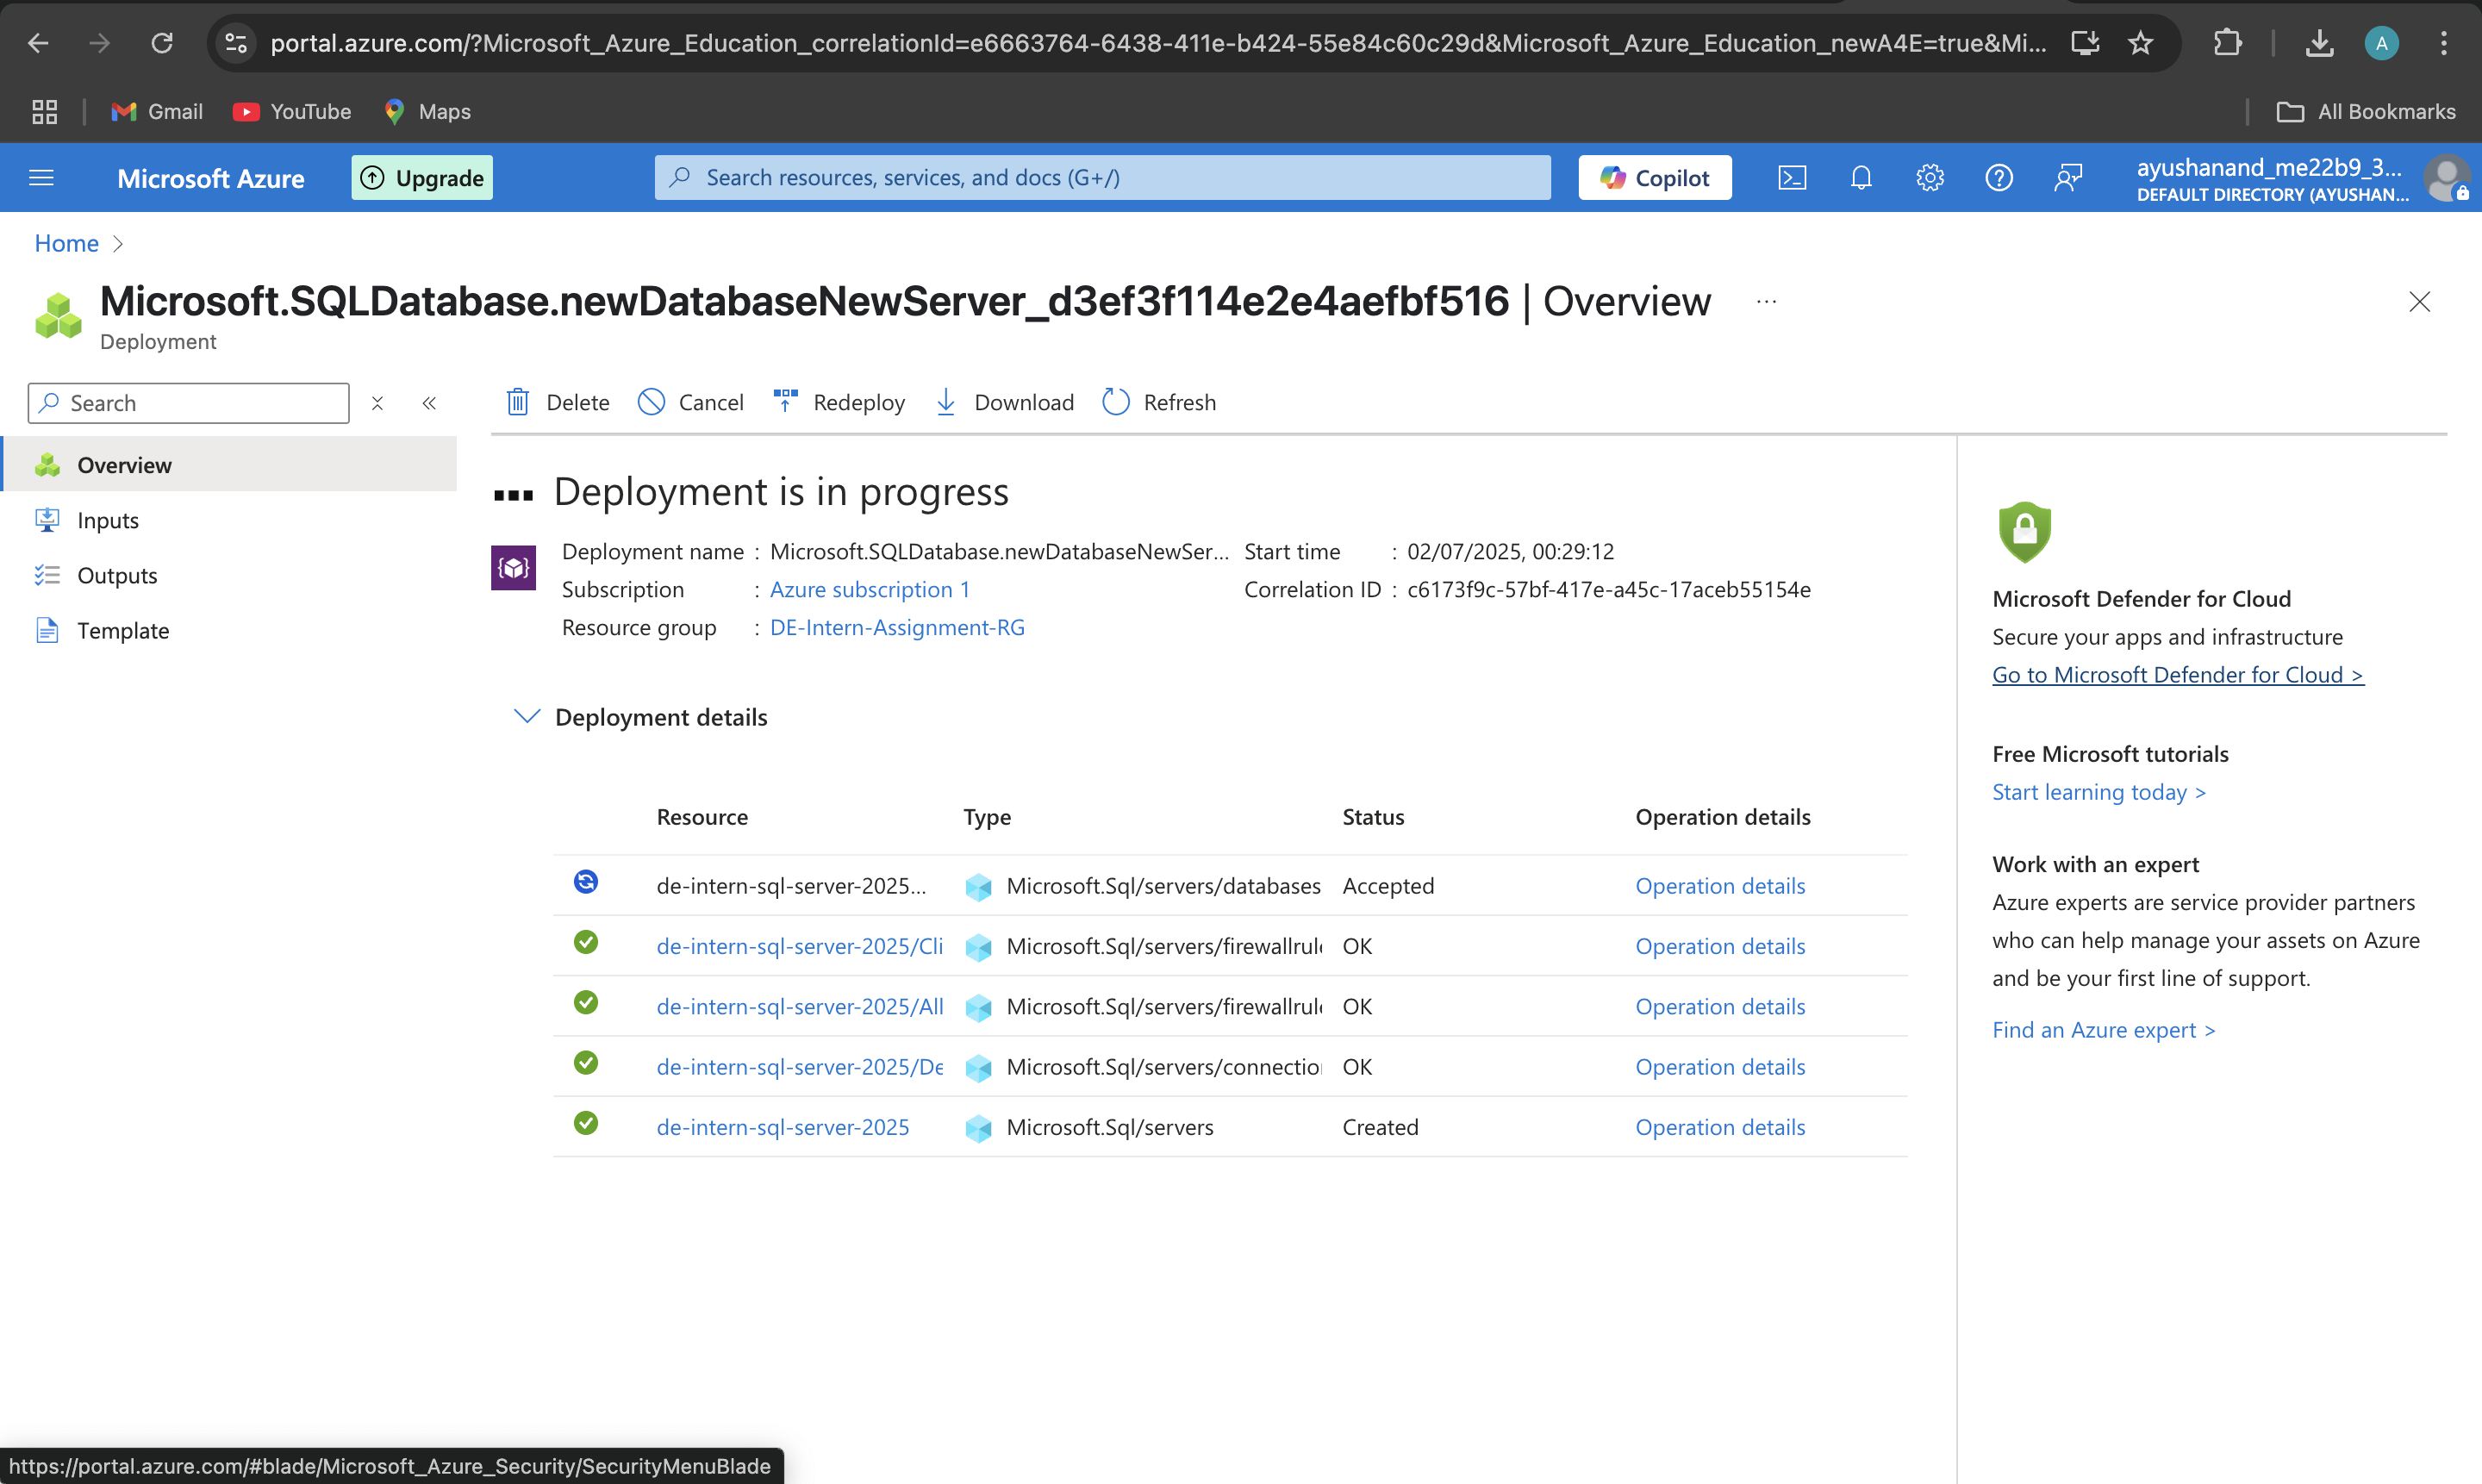 portal.azure.com/?Microsoft_Azure_Education_correlationId=e6663764-6438-411e-b424-55e84c60c29d&Microsoft_Azure_Education_newA4E=true&Mi...
A
Gmail
YouTube
Maps
All Bookmarks
Microsoft Azure
Upgrade
Search resources, services, and docs (G+/)
Copilot
ayushanand_me22b9_3...
DEFAULT DIRECTORY (AYUSHAN...
Home
Microsoft.SQLDatabase.newDatabaseNewServer_d3ef3f114e2e4aefbf516 | Overview ...
Deployment
Search
Delete
Cancel
Redeploy
Download
Refresh
Overview
Inputs
Outputs
Template
Deployment is in progress
Deployment name : Microsoft.SQLDatabase.newDatabaseNewSer...
Subscription : Azure subscription 1
Resource group : DE-Intern-Assignment-RG
Start time : 02/07/2025, 00:29:12
Correlation ID : c6173f9c-57bf-417e-a45c-17aceb55154e
Deployment details
Resource Type Status Operation details
de-intern-sql-server-2025... Microsoft.Sql/servers/databases Accepted Operation details
de-intern-sql-server-2025/Cli Microsoft.Sql/servers/firewallrule OK Operation details
de-intern-sql-server-2025/All Microsoft.Sql/servers/firewallrule OK Operation details
de-intern-sql-server-2025/De Microsoft.Sql/servers/connection OK Operation details
de-intern-sql-server-2025 Microsoft.Sql/servers Created Operation details
Microsoft Defender for Cloud
Secure your apps and infrastructure
Go to Microsoft Defender for Cloud >
Free Microsoft tutorials
Start learning today >
Work with an expert
Azure experts are service provider partners
who can help manage your assets on Azure
and be your first line of support.
Find an Azure expert >
https://portal.azure.com/#blade/Microsoft_Azure_Security/SecurityMenuBlade